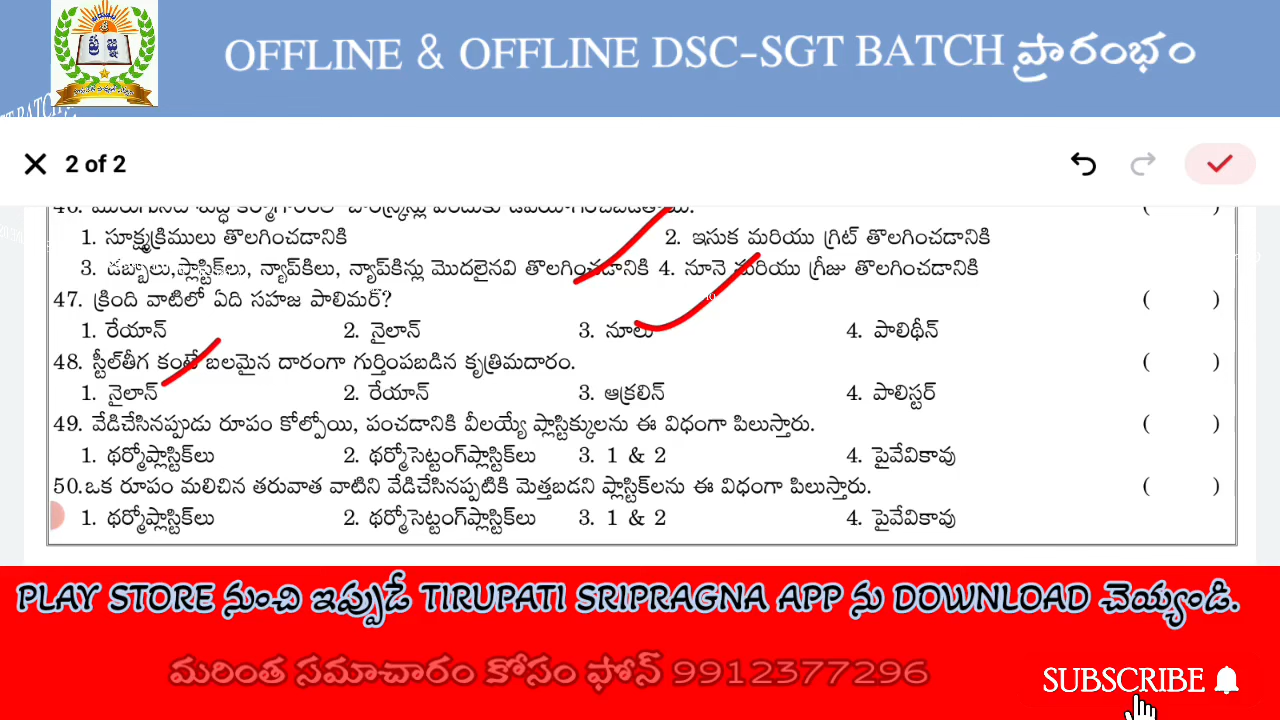 OFFLINE & OFFLINE DSC-SGT BATCH ప్రారంభం
2 of 2
46. మురుగునీటి శుద్ధి కర్మాగారంలో బార్‌స్క్రీన్లు ఎందుకు ఉపయోగించబడతాయి.
( )
1. సూక్ష్మక్రిములు తొలగించడానికి 2. ఇసుక మరియు గ్రిట్ తొలగించడానికి
3. డబ్బాలు,ప్లాస్టిక్‌లు, న్యాప్‌కిలు, న్యాప్‌కిన్లు మొదలైనవి తొలగించడానికి 4. నూనె మరియు గ్రీజు తొలగించడానికి
47. క్రింది వాటిలో ఏది సహజ పాలిమర్? ( )
1. రేయాన్ 2. నైలాన్ 3. నూలు 4. పాలిథీన్
48. స్టీల్‌తీగ కంటే బలమైన దారంగా గుర్తింపబడిన కృత్రిమదారం. ( )
1. నైలాన్ 2. రేయాన్ 3. ఆక్రలిన్ 4. పాలిస్టర్
49. వేడిచేసినప్పుడు రూపం కోల్పోయి, పంచడానికి వీలయ్యే ప్లాస్టిక్కులను ఈ విధంగా పిలుస్తారు. ( )
1. థర్మోప్లాస్టిక్‌లు 2. థర్మోసెట్టంగ్‌ప్లాస్టిక్‌లు 3. 1 & 2 4. పైవేవికావు
50.ఒక రూపం మలిచిన తరువాత వాటిని వేడిచేసినప్పటికి మెత్తబడని ప్లాస్టిక్‌లను ఈ విధంగా పిలుస్తారు. ( )
1. థర్మోప్లాస్టిక్‌లు 2. థర్మోసెట్టంగ్‌ప్లాస్టిక్‌లు 3. 1 & 2 4. పైవేవికావు
PLAY STORE నుంచి ఇప్పుడే TIRUPATI SRIPRAGNA APP ను DOWNLOAD చెయ్యండి.
మరింత సమాచారం కోసం ఫోన్ 9912377296
SUBSCRIBE